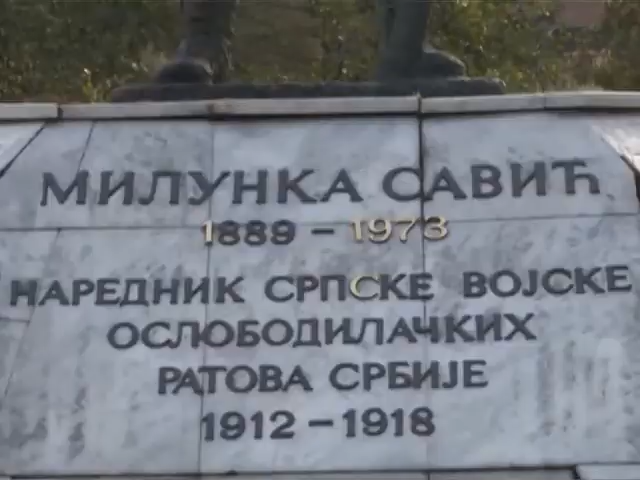 МИЛУНКА САВИЋ
1889 – 1973
НАРЕДНИК СРПСКЕ ВОЈСКЕ
ОСЛОБОДИЛАЧКИХ
РАТОВА СРБИЈЕ
1912 – 1918